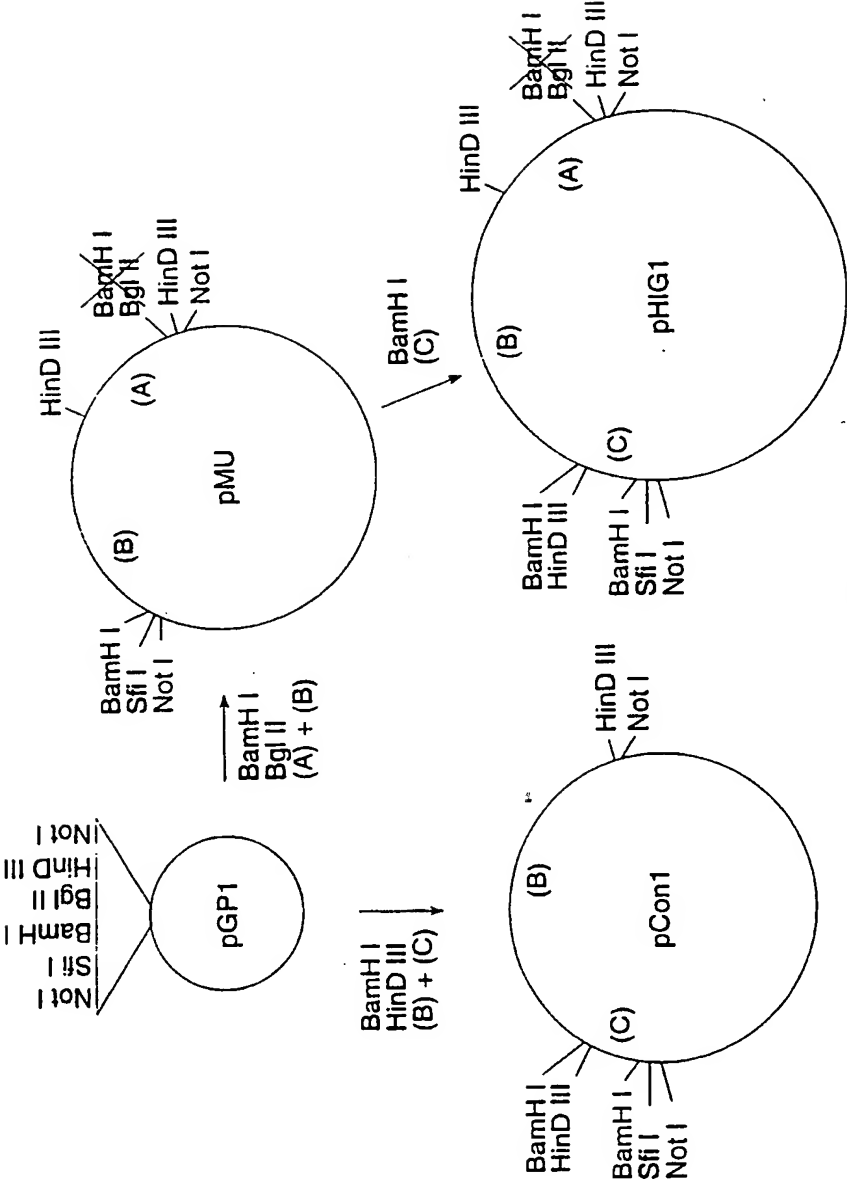 Not I
Sfi I
BamH I
Bgl II
HinD III
Not I
pGP1
BamH I
Bgl II
(A) + (B)
BamH I
Sfi I
Not I
(B)
HinD III
(A)
BamH I
Bgl II
HinD III
Not I
pMU
BamH I
HinD III
(B) + (C)
BamH I
(C)
BamH I
HinD III
BamH I
Sfi I
Not I
(C)
(B)
HinD III
Not I
pCon1
BamH I
HinD III
BamH I
Sfi I
Not I
(C)
(B)
HinD III
(A)
BamH I
Bgl II
HinD III
Not I
pHIG1